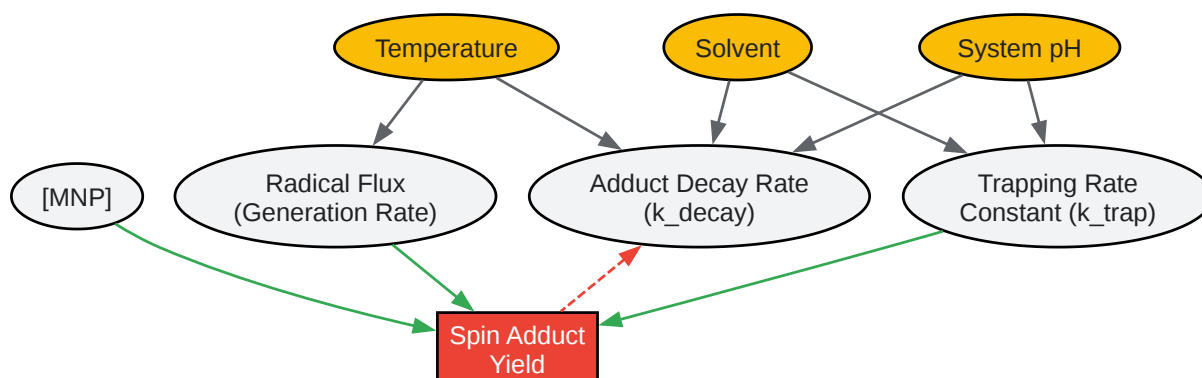 Temperature
Solvent
System pH
[MNP]
Radical Flux
(Generation Rate)
Adduct Decay Rate
(k_decay)
Trapping Rate
Constant (k_trap)
Spin Adduct
Yield